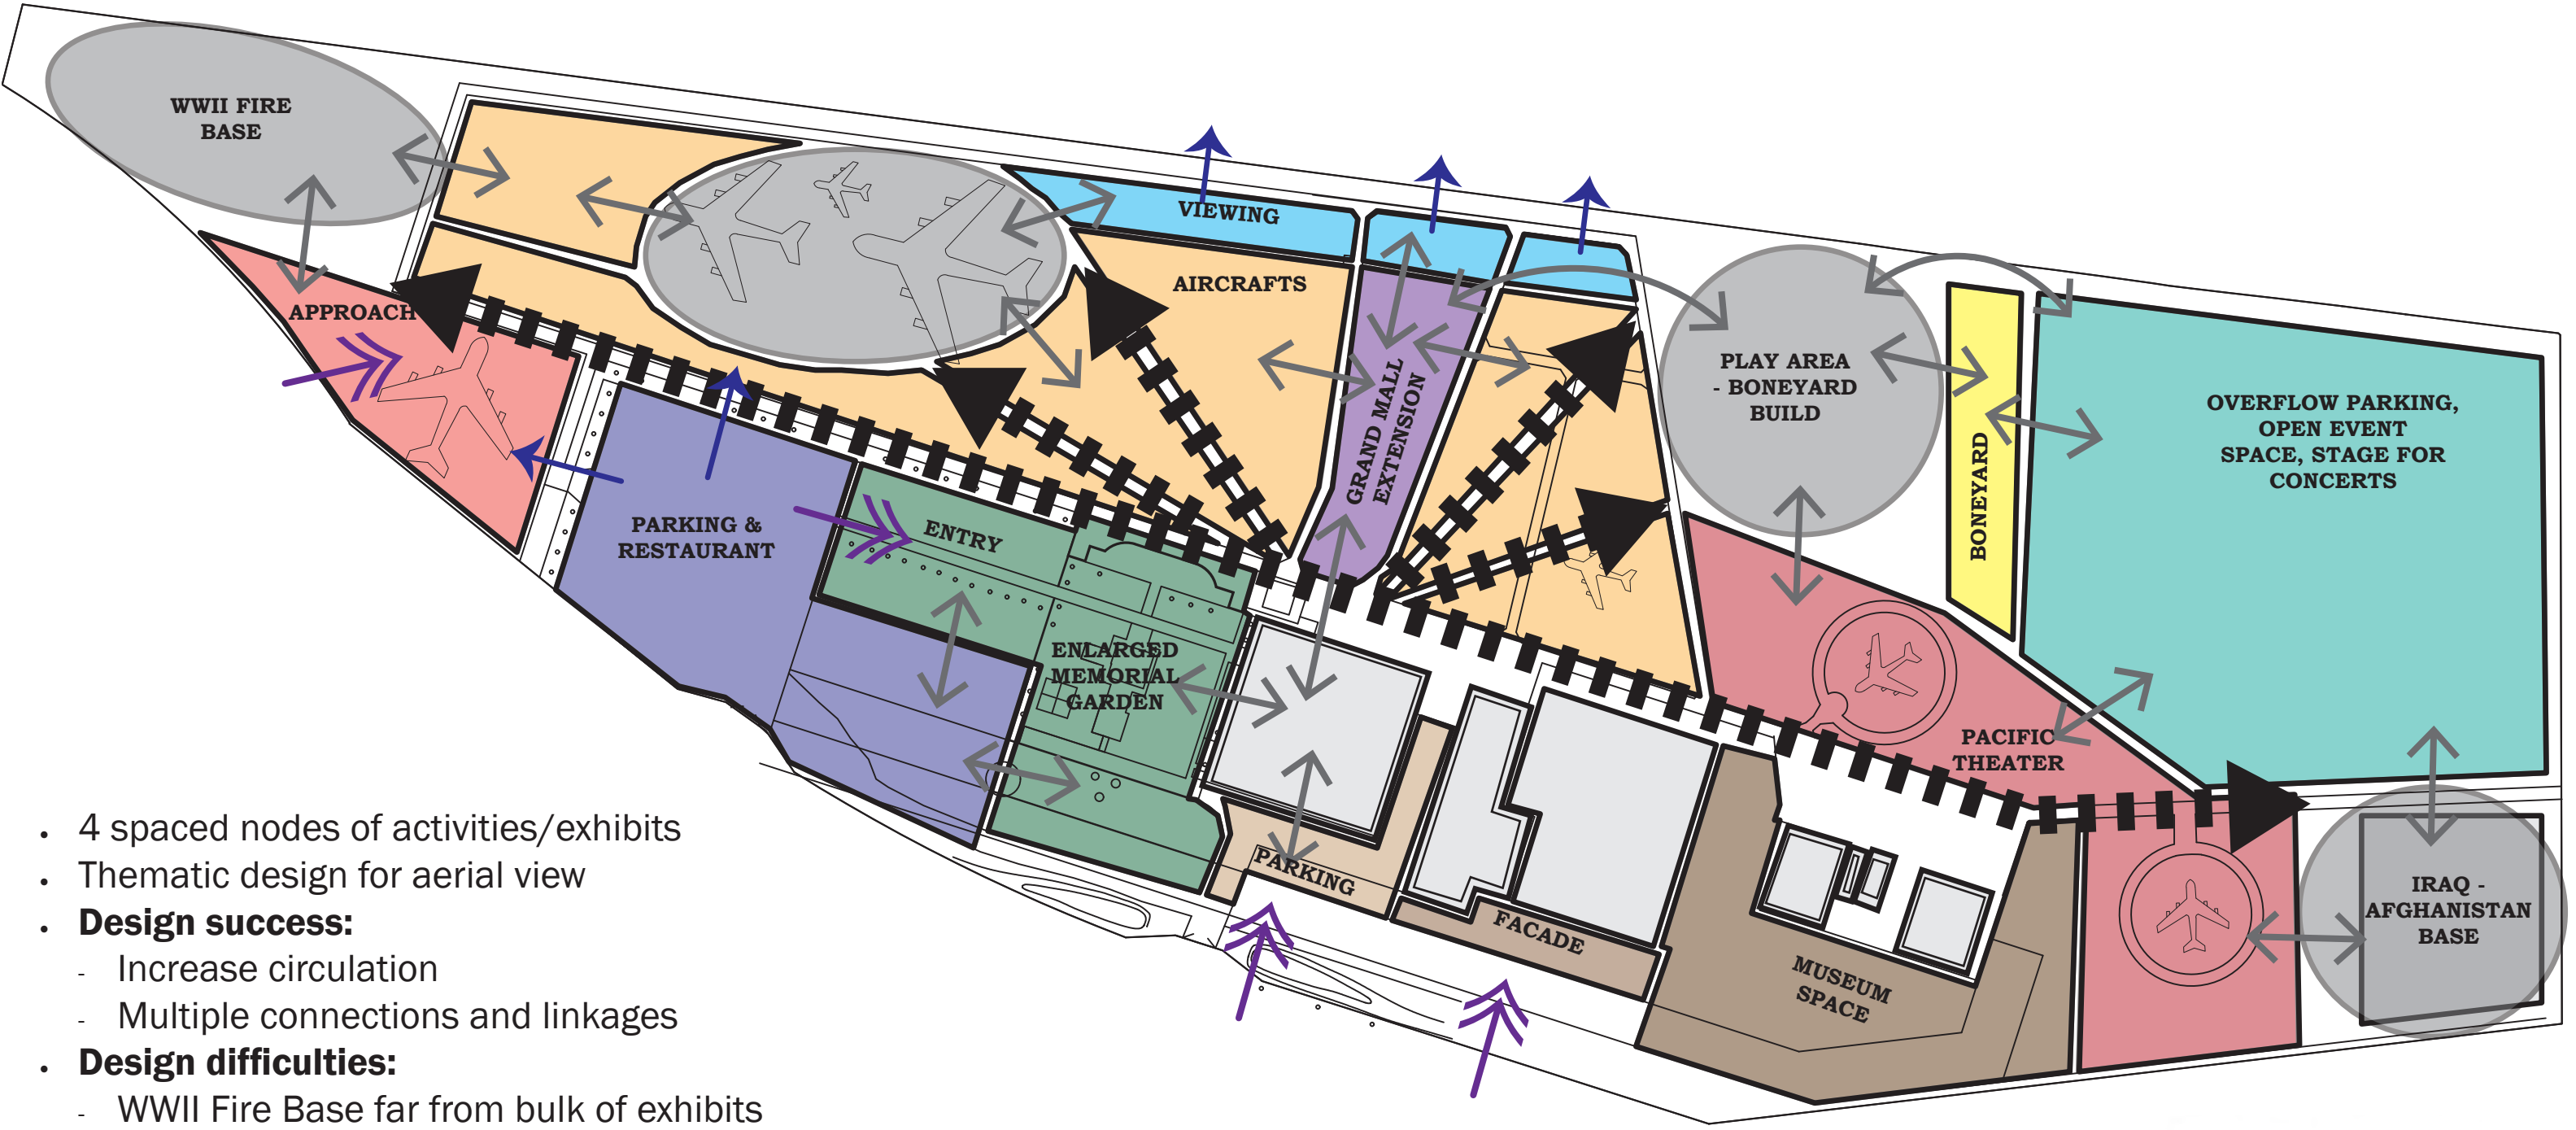 WWII FIRE
BASE
APPROACH
VIEWING
AIRCRAFTS
GRAND MALL
EXTENSION
PLAY AREA
- BONEYARD
BUILD
BONEYARD
OVERFLOW PARKING,
OPEN EVENT
SPACE, STAGE FOR
CONCERTS
PARKING &
RESTAURANT
ENTRY
ENLARGED
MEMORIAL
GARDEN
PACIFIC
THEATER
PARKING
FACADE
MUSEUM
SPACE
IRAQ -
AFGHANISTAN
BASE
• 4 spaced nodes of activities/exhibits
• Thematic design for aerial view
• Design success:
- Increase circulation
- Multiple connections and linkages
• Design difficulties:
- WWII Fire Base far from bulk of exhibits